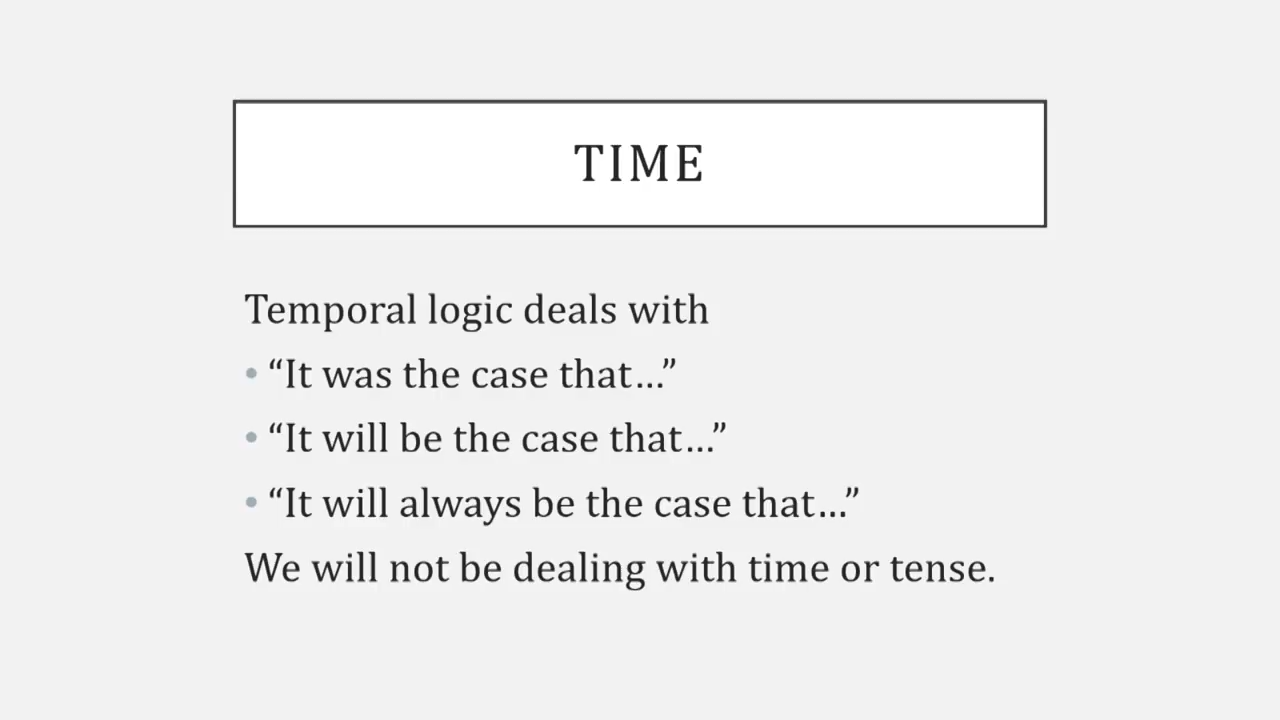 TIME
Temporal logic deals with
• “It was the case that…”
• “It will be the case that…”
• “It will always be the case that…”
We will not be dealing with time or tense.